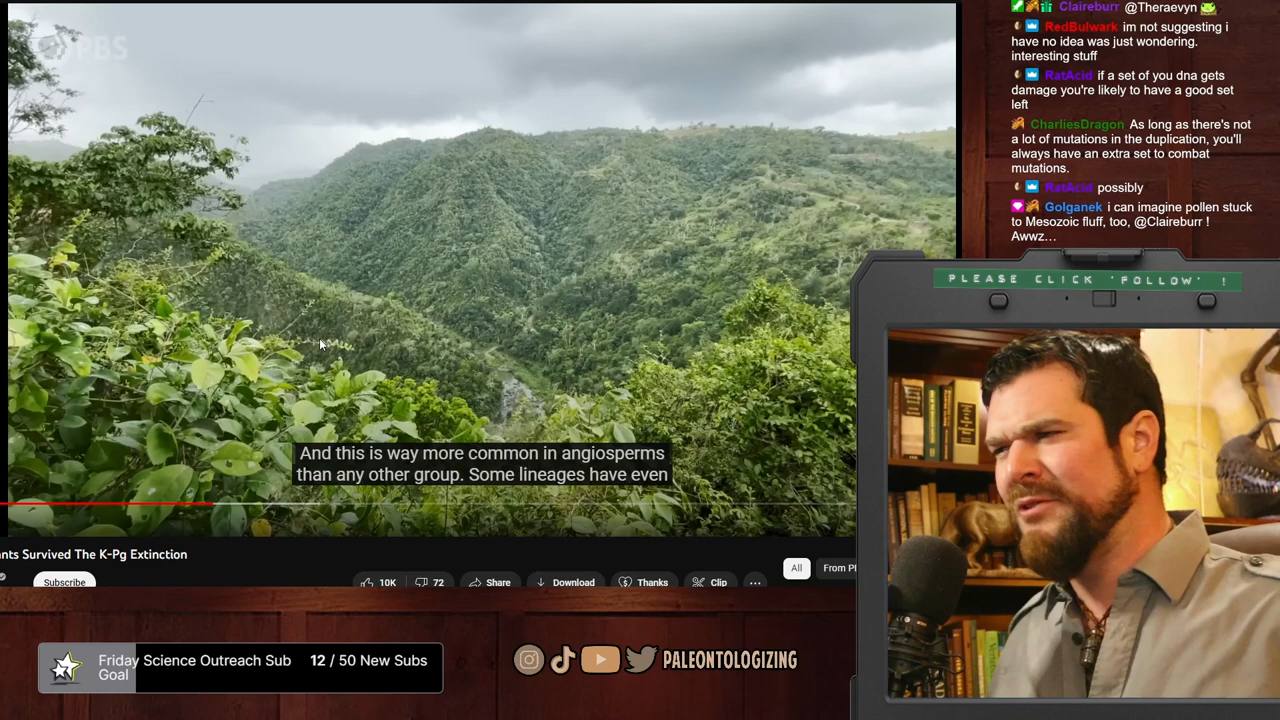 PBS
And this is way more common in angiosperms
than any other group. Some lineages have even
nts Survived The K-Pg Extinction
Subscribe
10K
72
Share
Download
Thanks
Clip
All
From P
Claireburr @Theraevyn
RedBulwark im not suggesting i
have no idea was just wondering.
interesting stuff
RatAcid if a set of you dna gets
damage you're likely to have a good set
left
CharliesDragon As long as there's not
a lot of mutations in the duplication, you'll
always have an extra set to combat
mutations.
RatAcid possibly
Golganek i can imagine pollen stuck
to Mesozoic fluff, too, @Claireburr !
Awwz…
PLEASE CLICK 'FOLLOW' !
Friday Science Outreach Sub
Goal
12 / 50 New Subs
PALEONTOLOGIZING